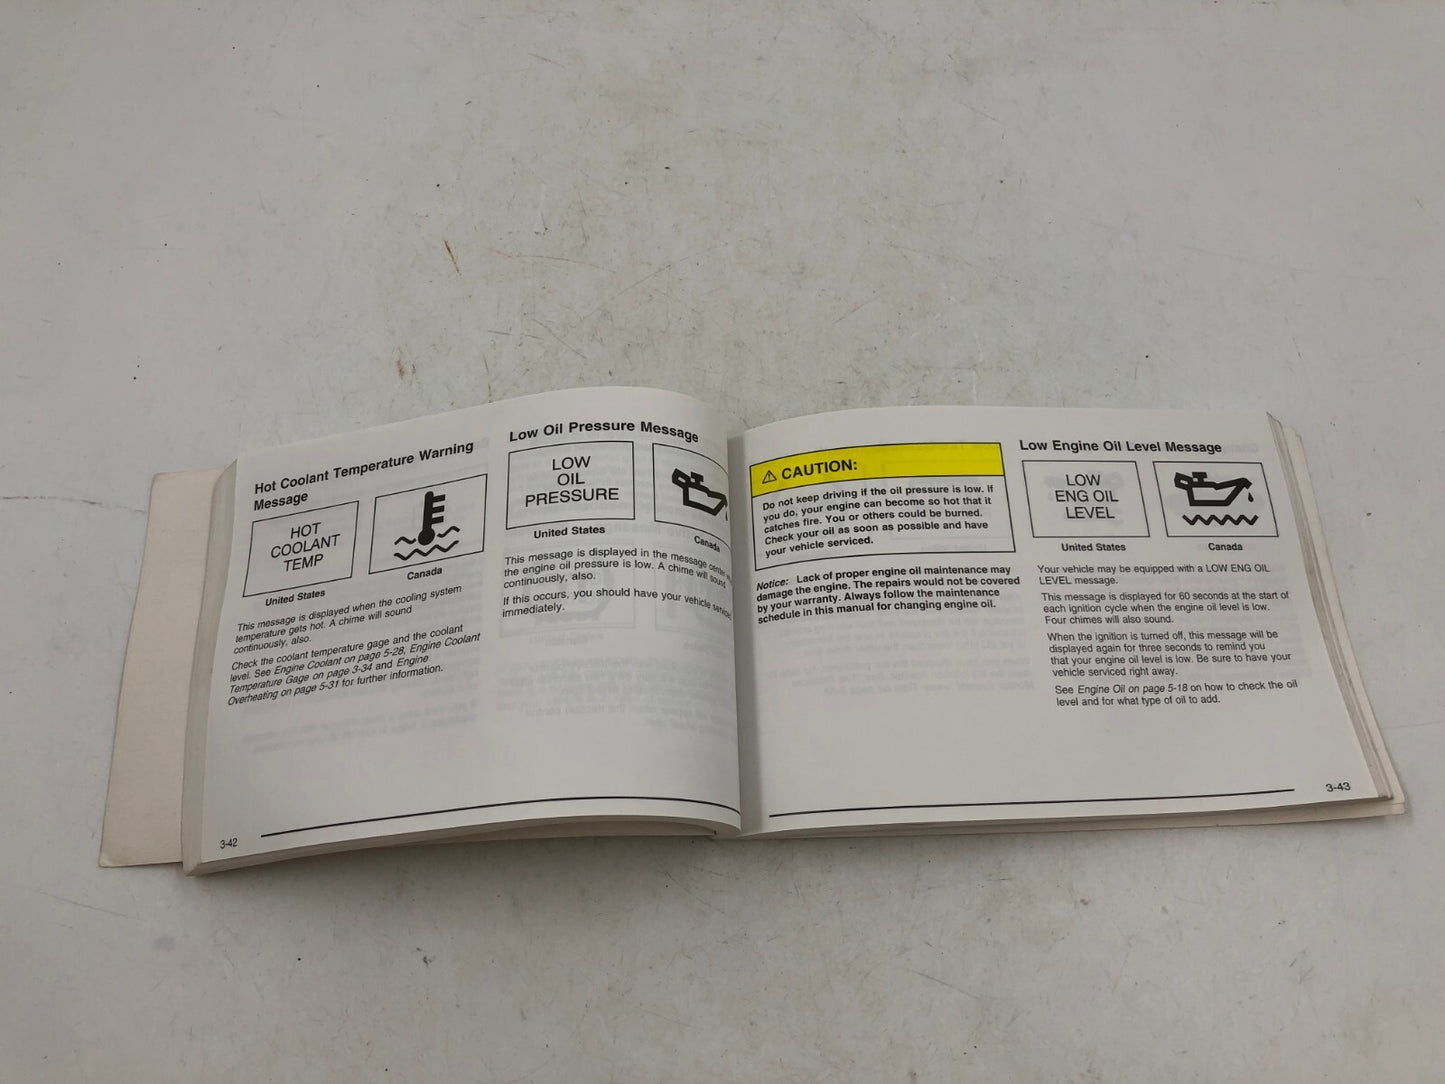 Hot Coolant Temperature Warning
Message
HOT
COOLANT
TEMP
United States
Canada
This message is displayed when the cooling system
temperature gets hot. A chime will sound
continuously, also.
Check the coolant temperature gage and the coolant
level. See Engine Coolant on page 5-28, Engine Coolant
Temperature Gage on page 3-34 and Engine
Overheating on page 5-31 for further information.
3-42
Low Oil Pressure Message
LOW
OIL
PRESSURE
United States
Canada
This message is displayed in the message center
the engine oil pressure is low. A chime will sound
continuously, also.
If this occurs, you should have your vehicle serviced
immediately.
⚠ CAUTION:
Do not keep driving if the oil pressure is low. If
you do, your engine can become so hot that it
catches fire. You or others could be burned.
Check your oil as soon as possible and have
your vehicle serviced.
Notice: Lack of proper engine oil maintenance may
damage the engine. The repairs would not be covered
by your warranty. Always follow the maintenance
schedule in this manual for changing engine oil.
Low Engine Oil Level Message
LOW
ENG OIL
LEVEL
United States
Canada
Your vehicle may be equipped with a LOW ENG OIL
LEVEL message.
This message is displayed for 60 seconds at the start of
each ignition cycle when the engine oil level is low.
Four chimes will also sound.
When the ignition is turned off, this message will be
displayed again for three seconds to remind you
that your engine oil level is low. Be sure to have your
vehicle serviced right away.
See Engine Oil on page 5-18 on how to check the oil
level and for what type of oil to add.
3-43